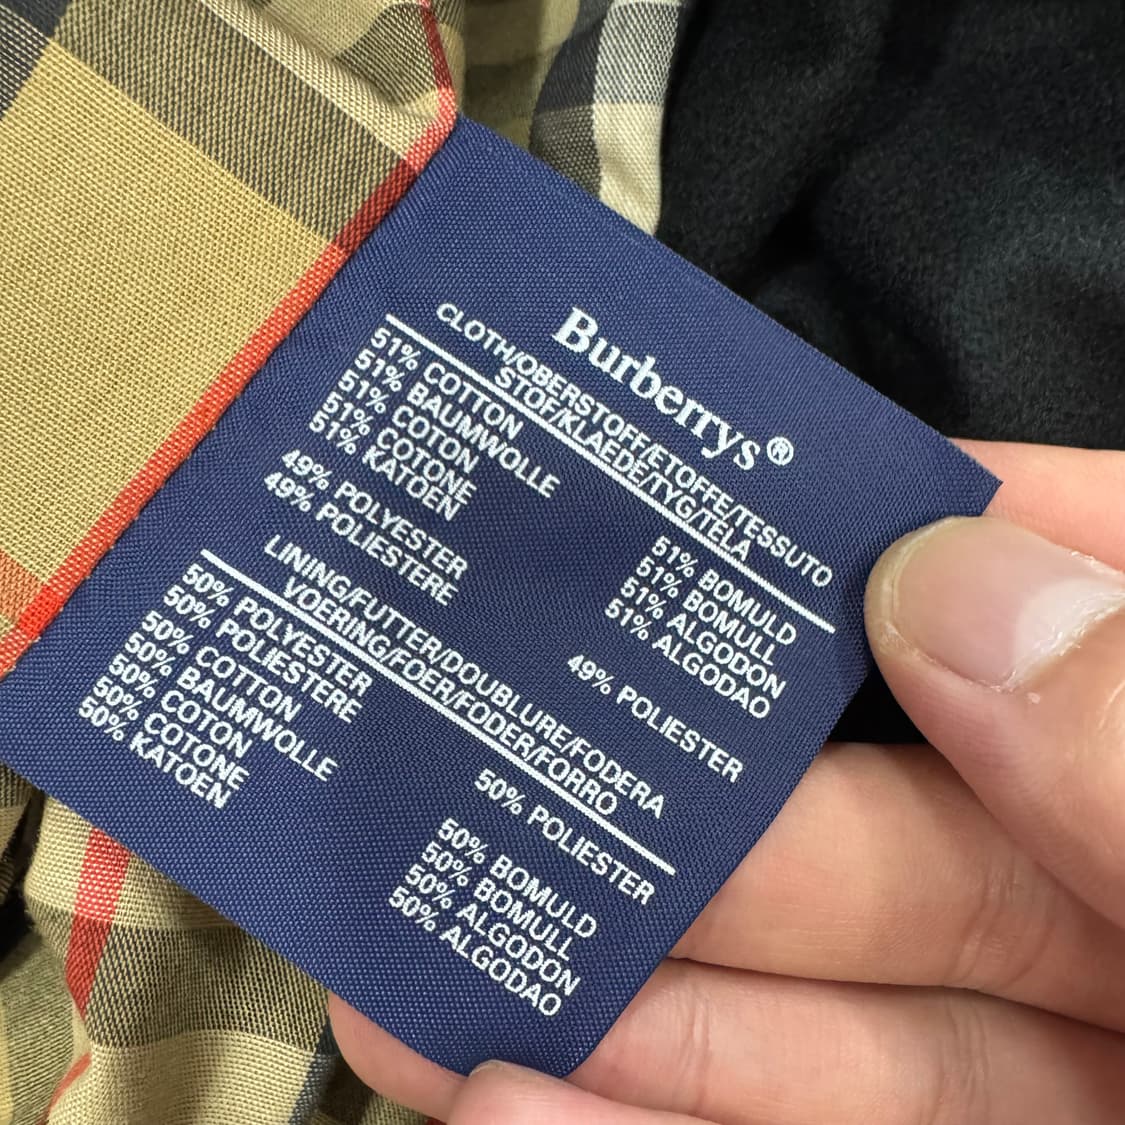 Burberrys®
CLOTH/OBERSTOFF/ETOFFE/TESSUTO
STOF/KLAEDE/TYG/TELA
51% COTTON
51% BAUMWOLLE
51% COTON
51% COTONE
51% KATOEN
49% POLYESTER
49% POLIESTERE
51% BOMULD
51% BOMULL
51% ALGODON
51% ALGODAO
49% POLIESTER
LINING/FUTTER/DOUBLURE/FODERA
VOERING/FOER/FODER/FORRO
50% POLYESTER
50% POLIESTERE
50% COTTON
50% BAUMWOLLE
50% COTON
50% COTONE
50% KATOEN
50% POLIESTER
50% BOMULD
50% BOMULL
50% ALGODON
50% ALGODAO